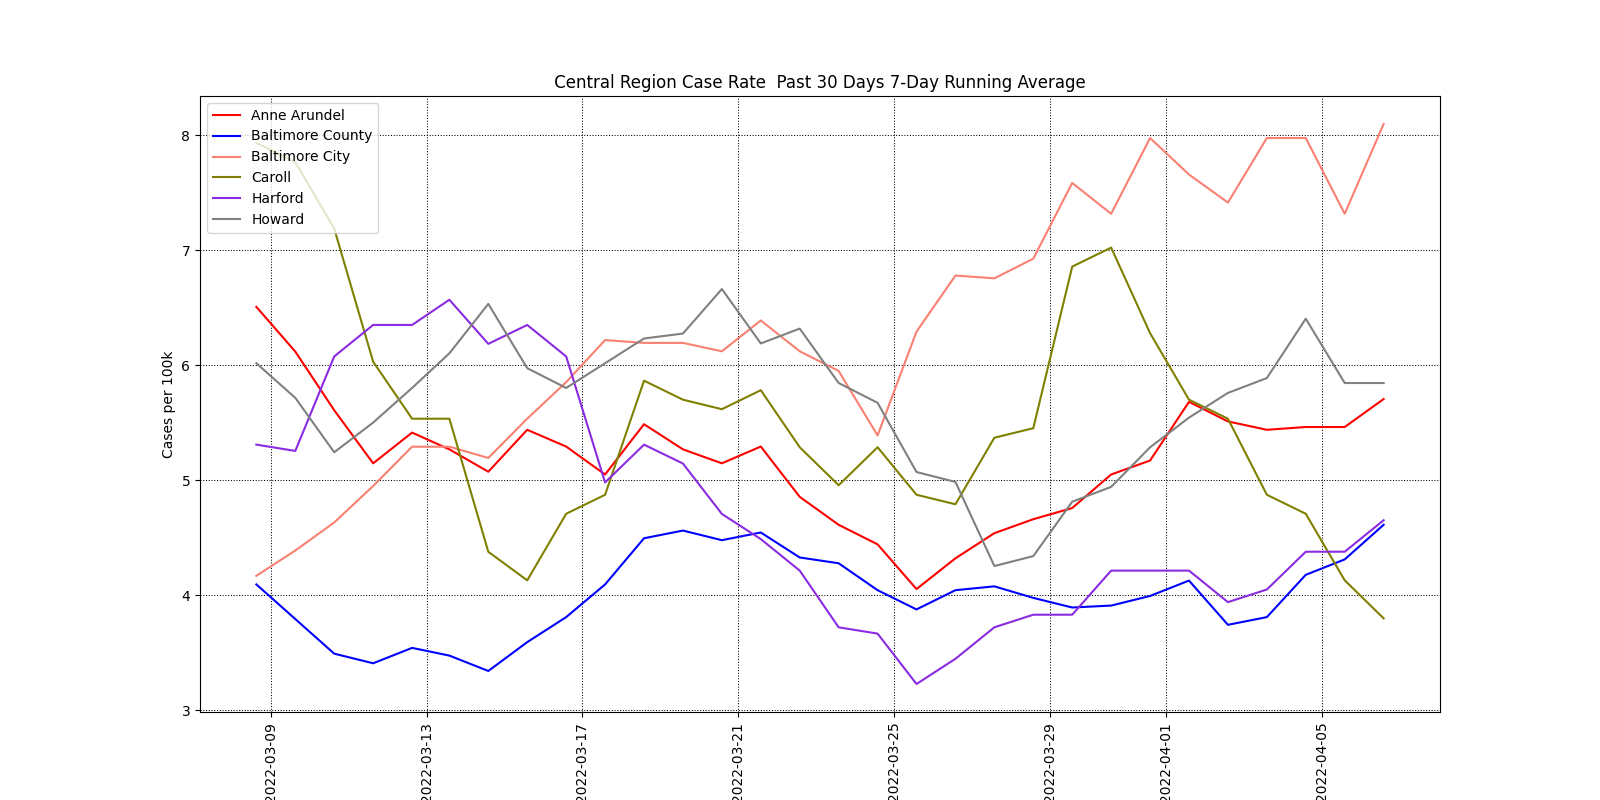 Central Region Case Rate  Past 30 Days 7-Day Running Average
Anne Arundel
Baltimore County
Baltimore City
Caroll
Harford
Howard
Cases per 100k
8
7
6
5
4
3
2022-03-09
2022-03-13
2022-03-17
2022-03-21
2022-03-25
2022-03-29
2022-04-01
2022-04-05